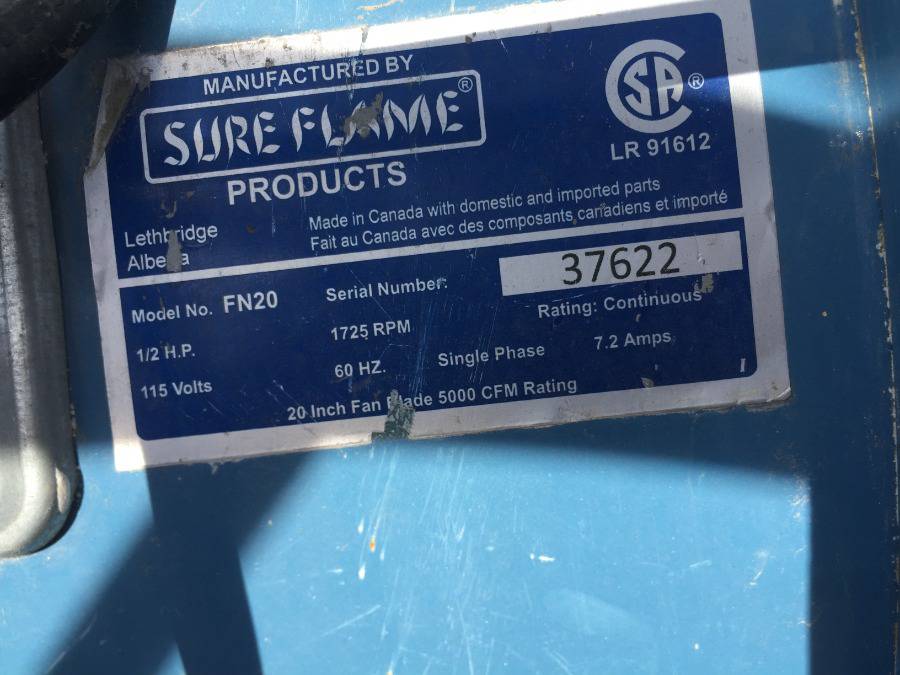 MANUFACTURED BY
SURE FLAME®
PRODUCTS
CSA®
LR 91612
Lethbridge
Alberta
Made in Canada with domestic and imported parts
Fait au Canada avec des composants canadiens et importé
Model No. FN20
Serial Number: 37622
1/2 H.P.
1725 RPM
Rating: Continuous
115 Volts
60 HZ.
Single Phase
7.2 Amps
20 Inch Fan Blade 5000 CFM Rating